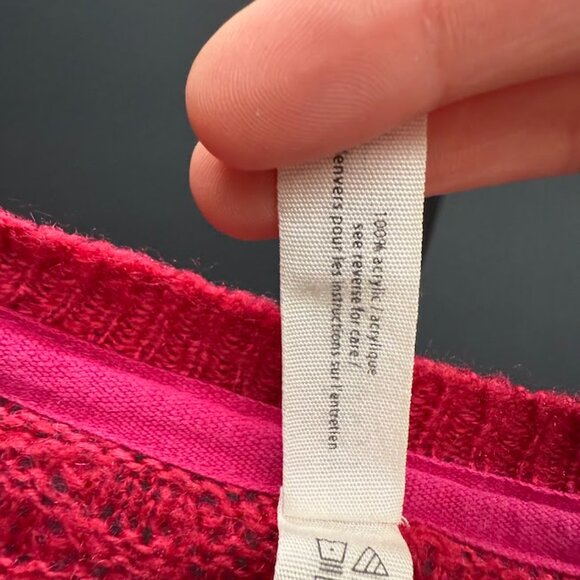 100% acrylic / acrylique
see reverse for care /
envers pour les instructions sur l'entretien